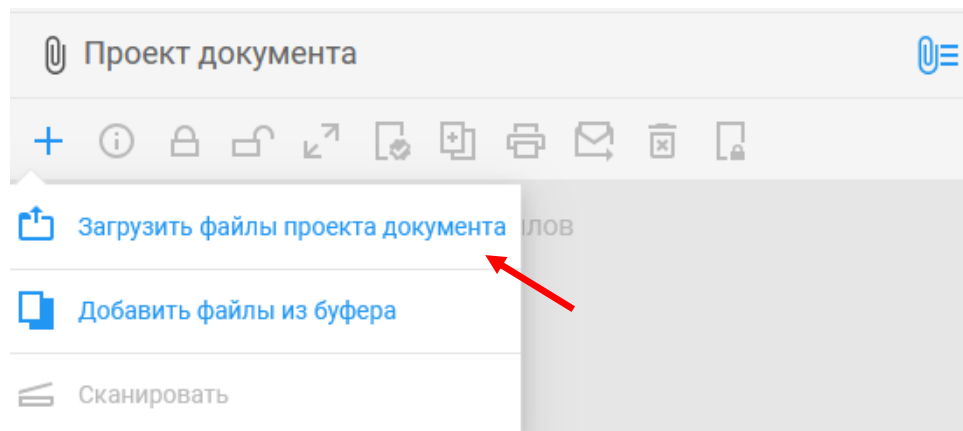 Проект документа
Загрузить файлы проекта документа
Добавить файлы из буфера
Сканировать